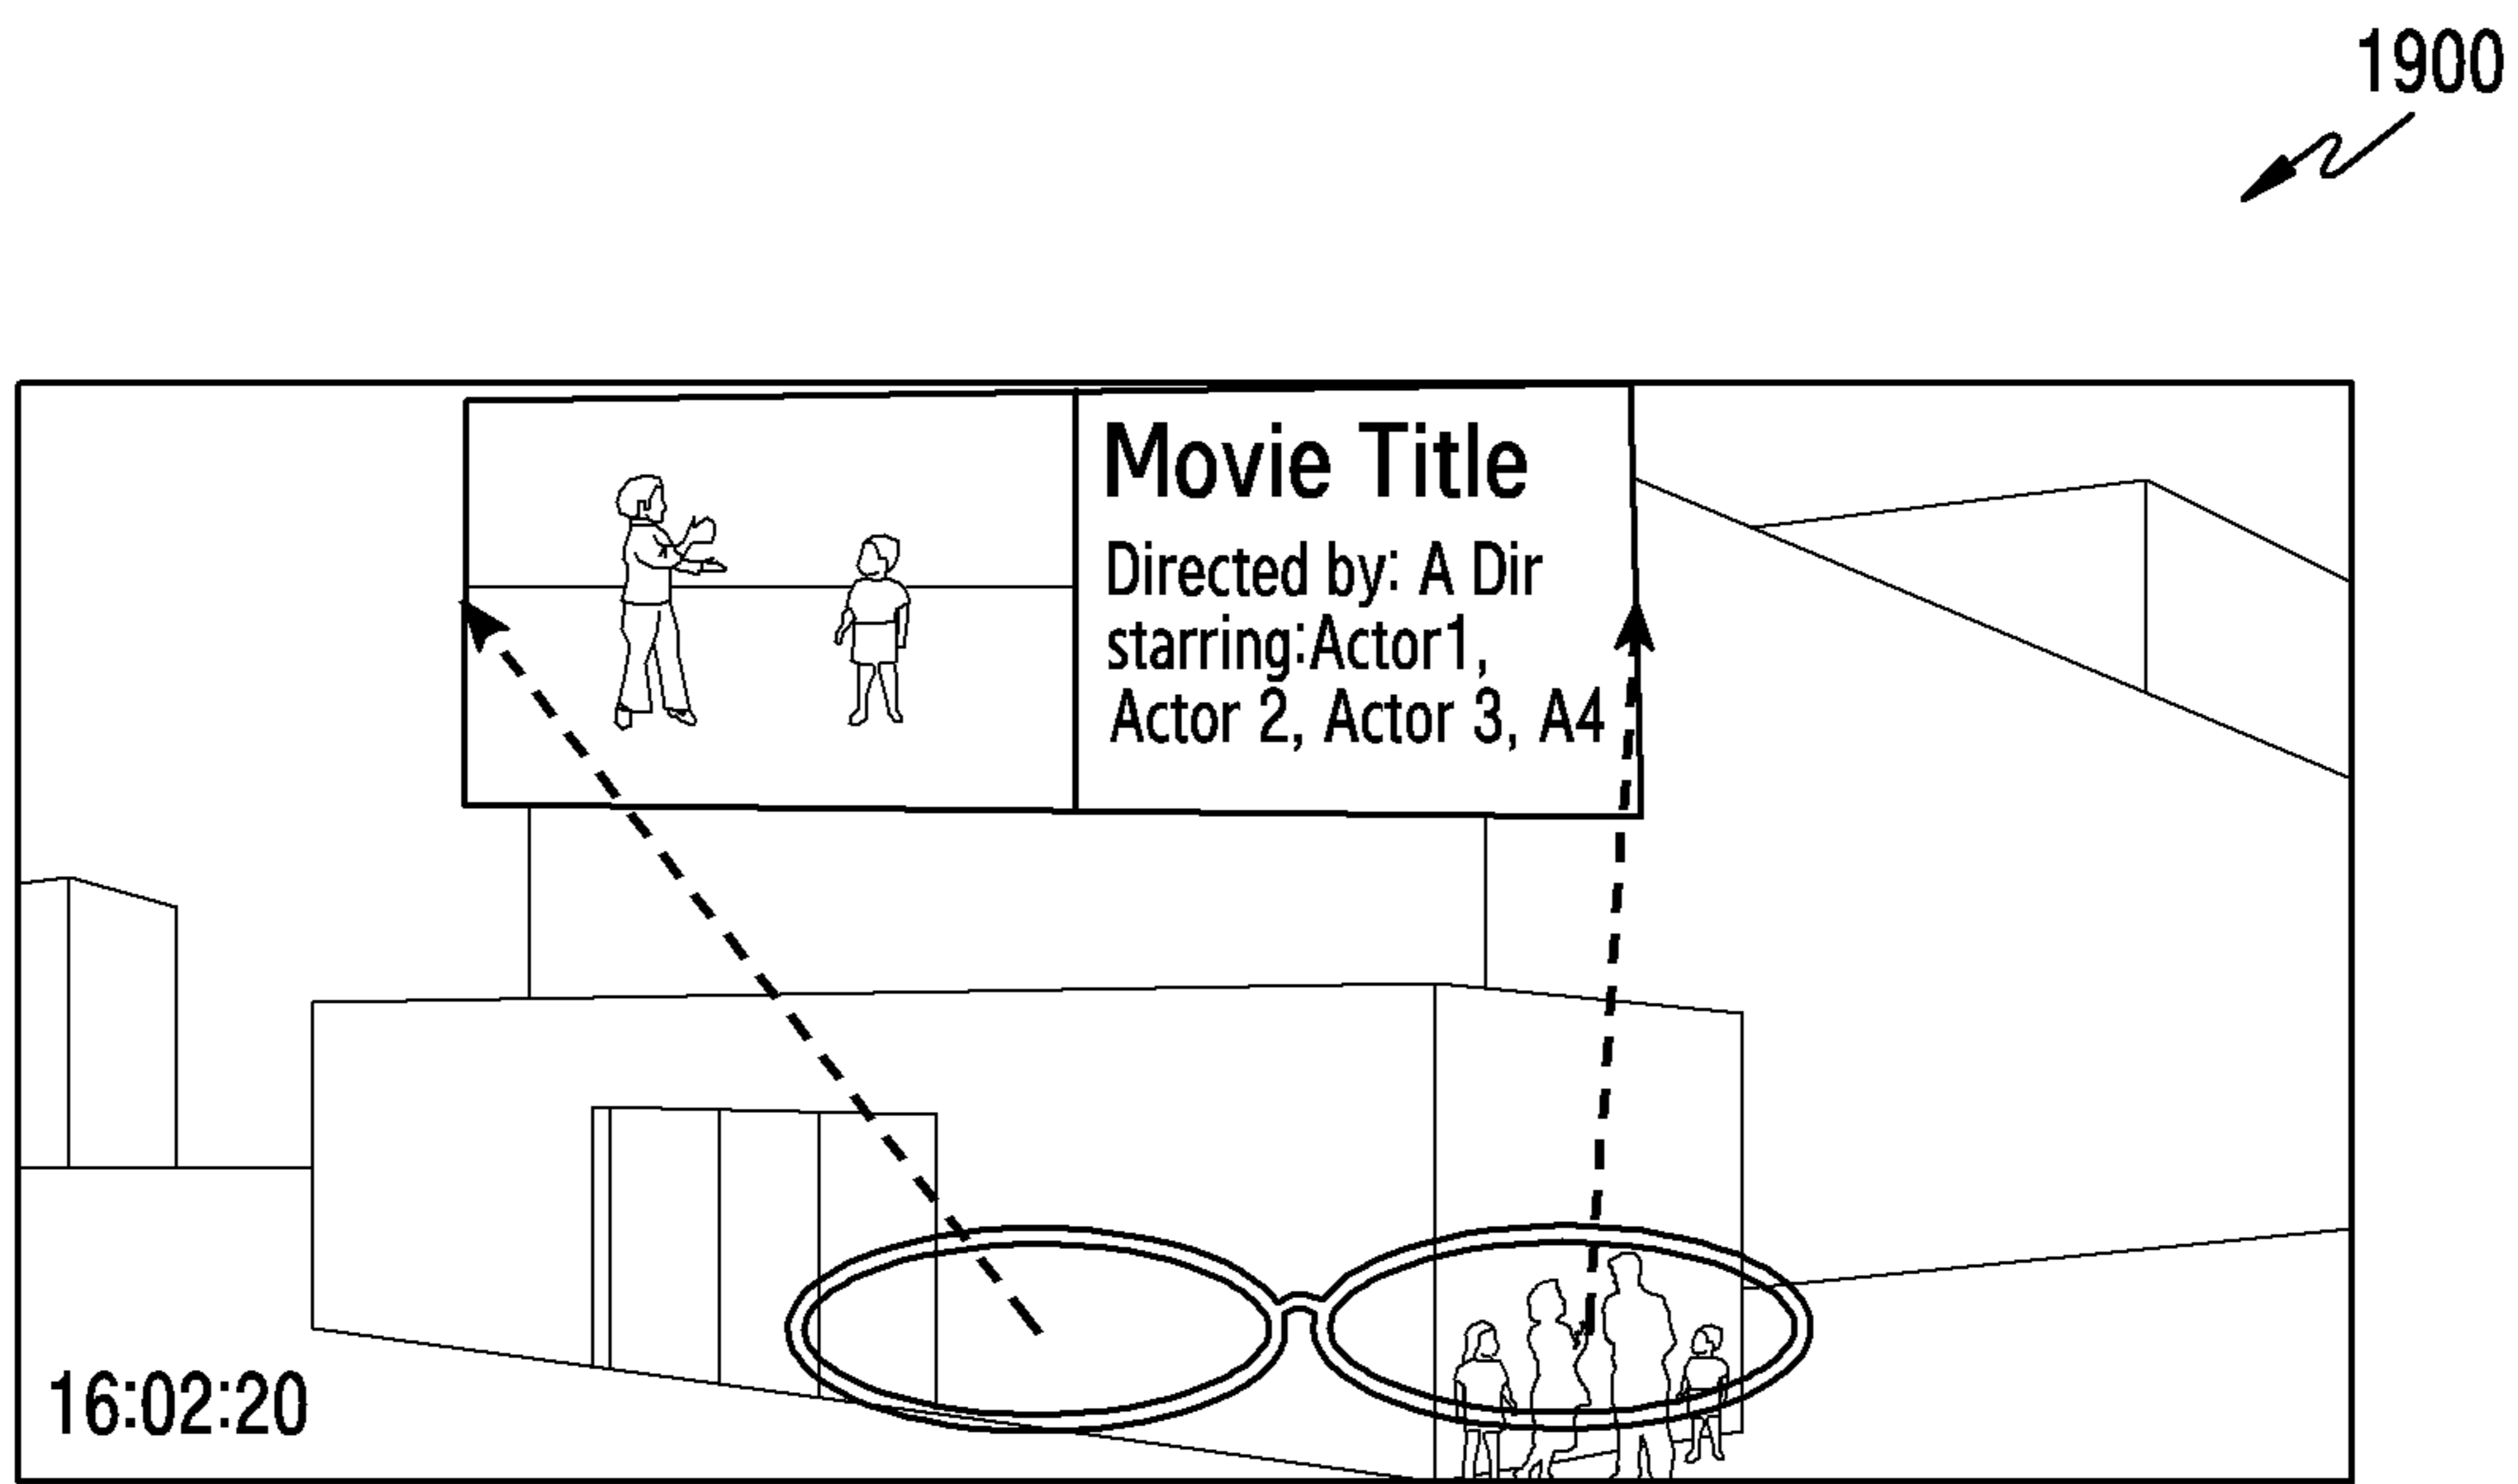 1900
Movie Title
Directed by: A Dir
starring:Actor1,
Actor 2, Actor 3, A4
16:02:20